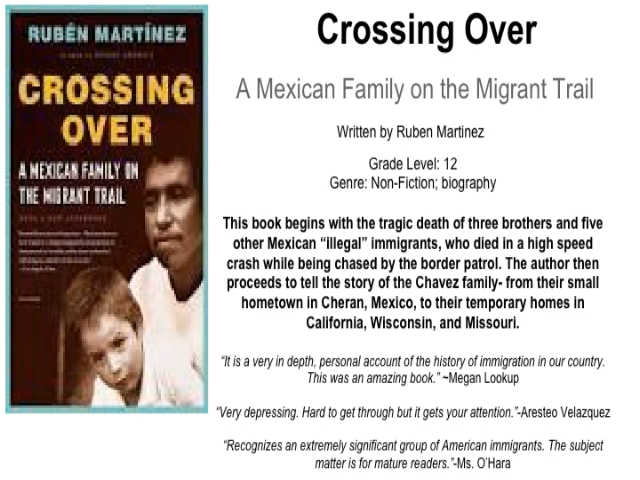 RUBÉN MARTÍNEZ
CROSSING
OVER
A MEXICAN FAMILY ON
THE MIGRANT TRAIL
Crossing Over
A Mexican Family on the Migrant Trail
Written by Ruben Martinez
Grade Level: 12
Genre: Non-Fiction; biography
This book begins with the tragic death of three brothers and five
other Mexican “illegal” immigrants, who died in a high speed
crash while being chased by the border patrol. The author then
proceeds to tell the story of the Chavez family- from their small
hometown in Cheran, Mexico, to their temporary homes in
California, Wisconsin, and Missouri.
“It is a very in depth, personal account of the history of immigration in our country.
This was an amazing book.” ~Megan Lookup
“Very depressing. Hard to get through but it gets your attention.”-Aresteo Velazquez
“Recognizes an extremely significant group of American immigrants. The subject
matter is for mature readers.”-Ms. O’Hara